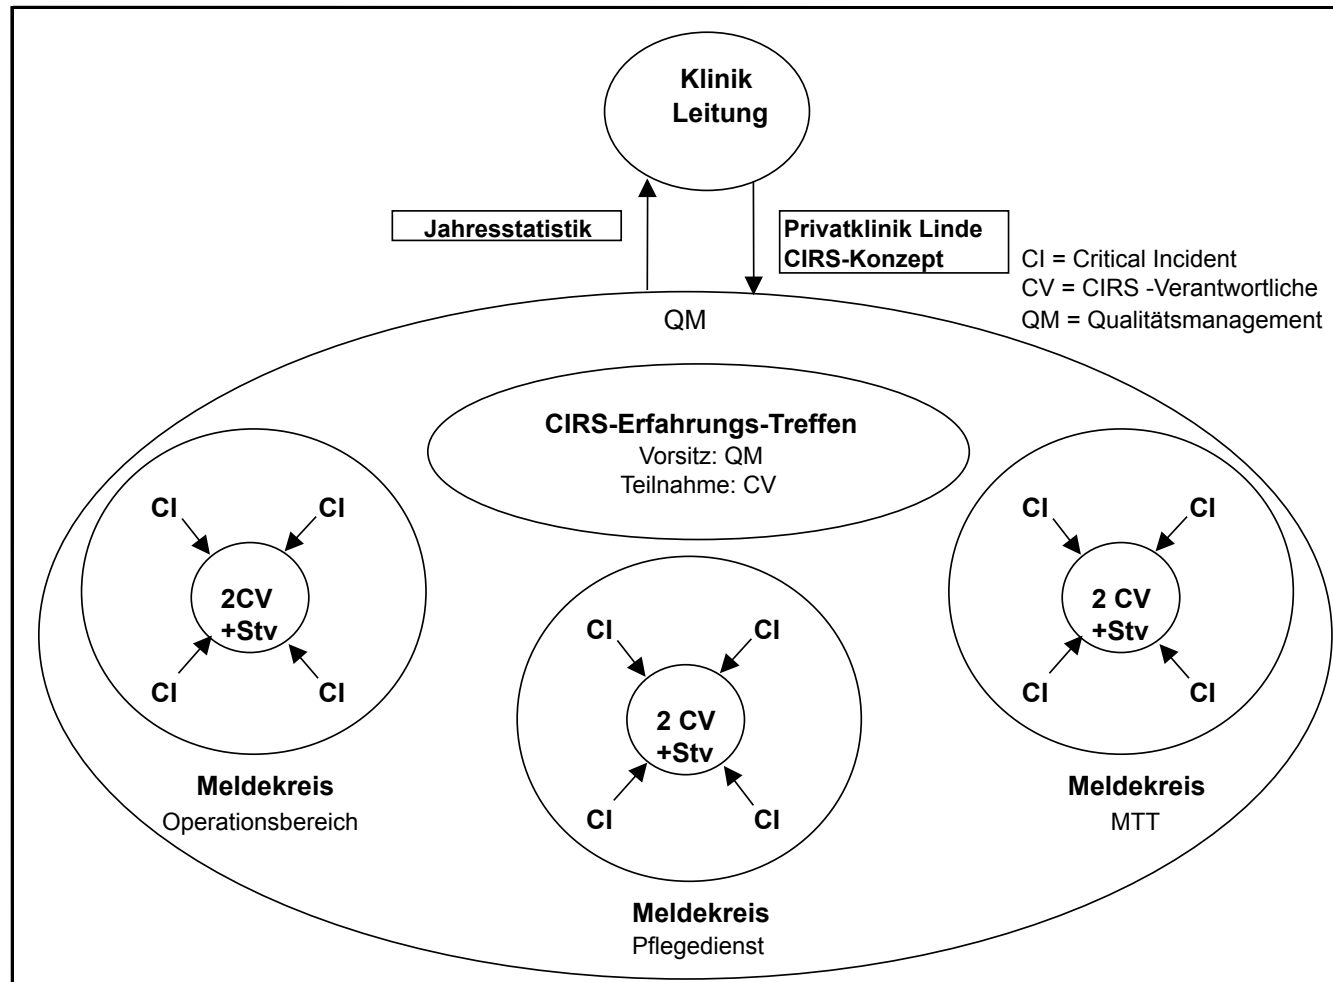 Klinik
Leitung
Jahresstatistik
Privatklinik Linde
CIRS-Konzept
CI = Critical Incident
CV = CIRS -Verantwortliche
QM = Qualitätsmanagement
QM
CIRS-Erfahrungs-Treffen
Vorsitz: QM
Teilnahme: CV
CI CI
2CV
+Stv
CI CI
Meldekreis
Operationsbereich
CI CI
2 CV
+Stv
CI CI
Meldekreis
Pflegedienst
CI CI
2 CV
+Stv
CI CI
Meldekreis
MTT